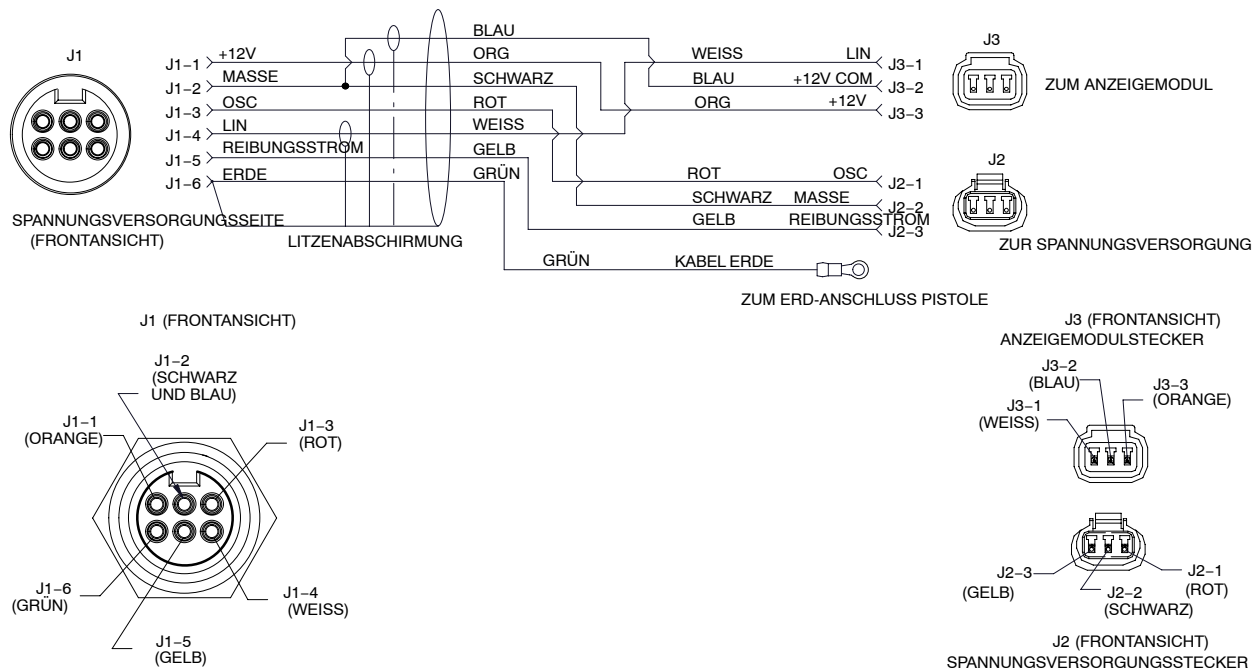 BLAU
J1 +12V ORG WEISS LIN J3
J1−1 J3−1
MASSE SCHWARZ BLAU +12V COM ZUM ANZEIGEMODUL
J1−2 J3−2
OSC ROT ORG +12V
J1−3 J3−3
LIN WEISS
J1−4
REIBUNGSSTROM GELB J2
J1−5
ERDE GRÜN ROT OSC
J1−6 J2−1
SCHWARZ MASSE
J2−2
SPANNUNGSVERSORGUNGSSEITE GELB REIBUNGSSTROM
J2−3
(FRONTANSICHT) LITZENABSCHIRMUNG ZUR SPANNUNGSVERSORGUNG
GRÜN KABEL ERDE
ZUM ERD-ANSCHLUSS PISTOLE
J1 (FRONTANSICHT)
J1−2
(SCHWARZ
UND BLAU)
J1−1
(ORANGE)
J1−3
(ROT)
J1−6
(GRÜN)
J1−4
(WEISS)
J1−5
(GELB)
J3 (FRONTANSICHT)
ANZEIGEMODULSTECKER
J3−2
(BLAU)
J3−3
(ORANGE)
J3−1
(WEISS)
J2−3
(GELB)
J2−1
(ROT)
J2−2
(SCHWARZ)
J2 (FRONTANSICHT)
SPANNUNGSVERSORGUNGSSTECKER